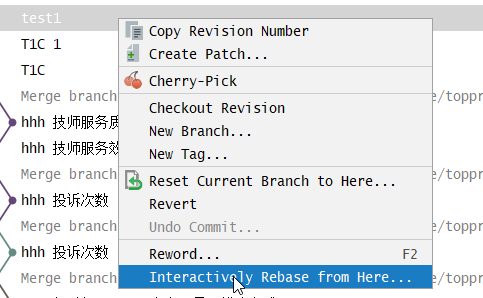 test1
Copy Revision Number
T1C 1
Create Patch...
T1C
Cherry-Pick
Merge branch
e/toppr
Checkout Revision
hhh 技师服务质
New Branch...
hhh 技师服务效
New Tag...
Merge branch
e/toppr
Reset Current Branch to Here...
hhh 投诉次数
Revert
Merge branch
e/toppr
Undo Commit...
hhh 投诉次数
Reword... F2
Merge branch
e/toppr
Interactively Rebase from Here...